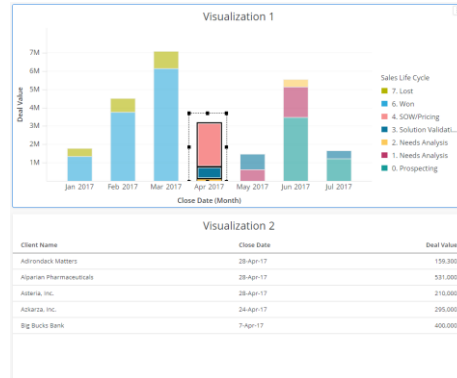 Visualization 1
7M
6M
5M
4M
3M
2M
1M
Deal Value
Jan 2017 Feb 2017 Mar 2017 Apr 2017 May 2017 Jun 2017 Jul 2017
Close Date (Month)
Sales Life Cycle
7. Lost
6. Won
4. SOW/Pricing
3. Solution Validati...
2. Needs Analysis
1. Needs Analysis
0. Prospecting
Visualization 2
Client Name Close Date Deal Value
Adirondack Matters 28-Apr-17 159,300
Alparian Pharmaceuticals 28-Apr-17 531,000
Asteria, Inc. 28-Apr-17 210,000
Azkarza, Inc. 24-Apr-17 295,000
Big Bucks Bank 7-Apr-17 400,000